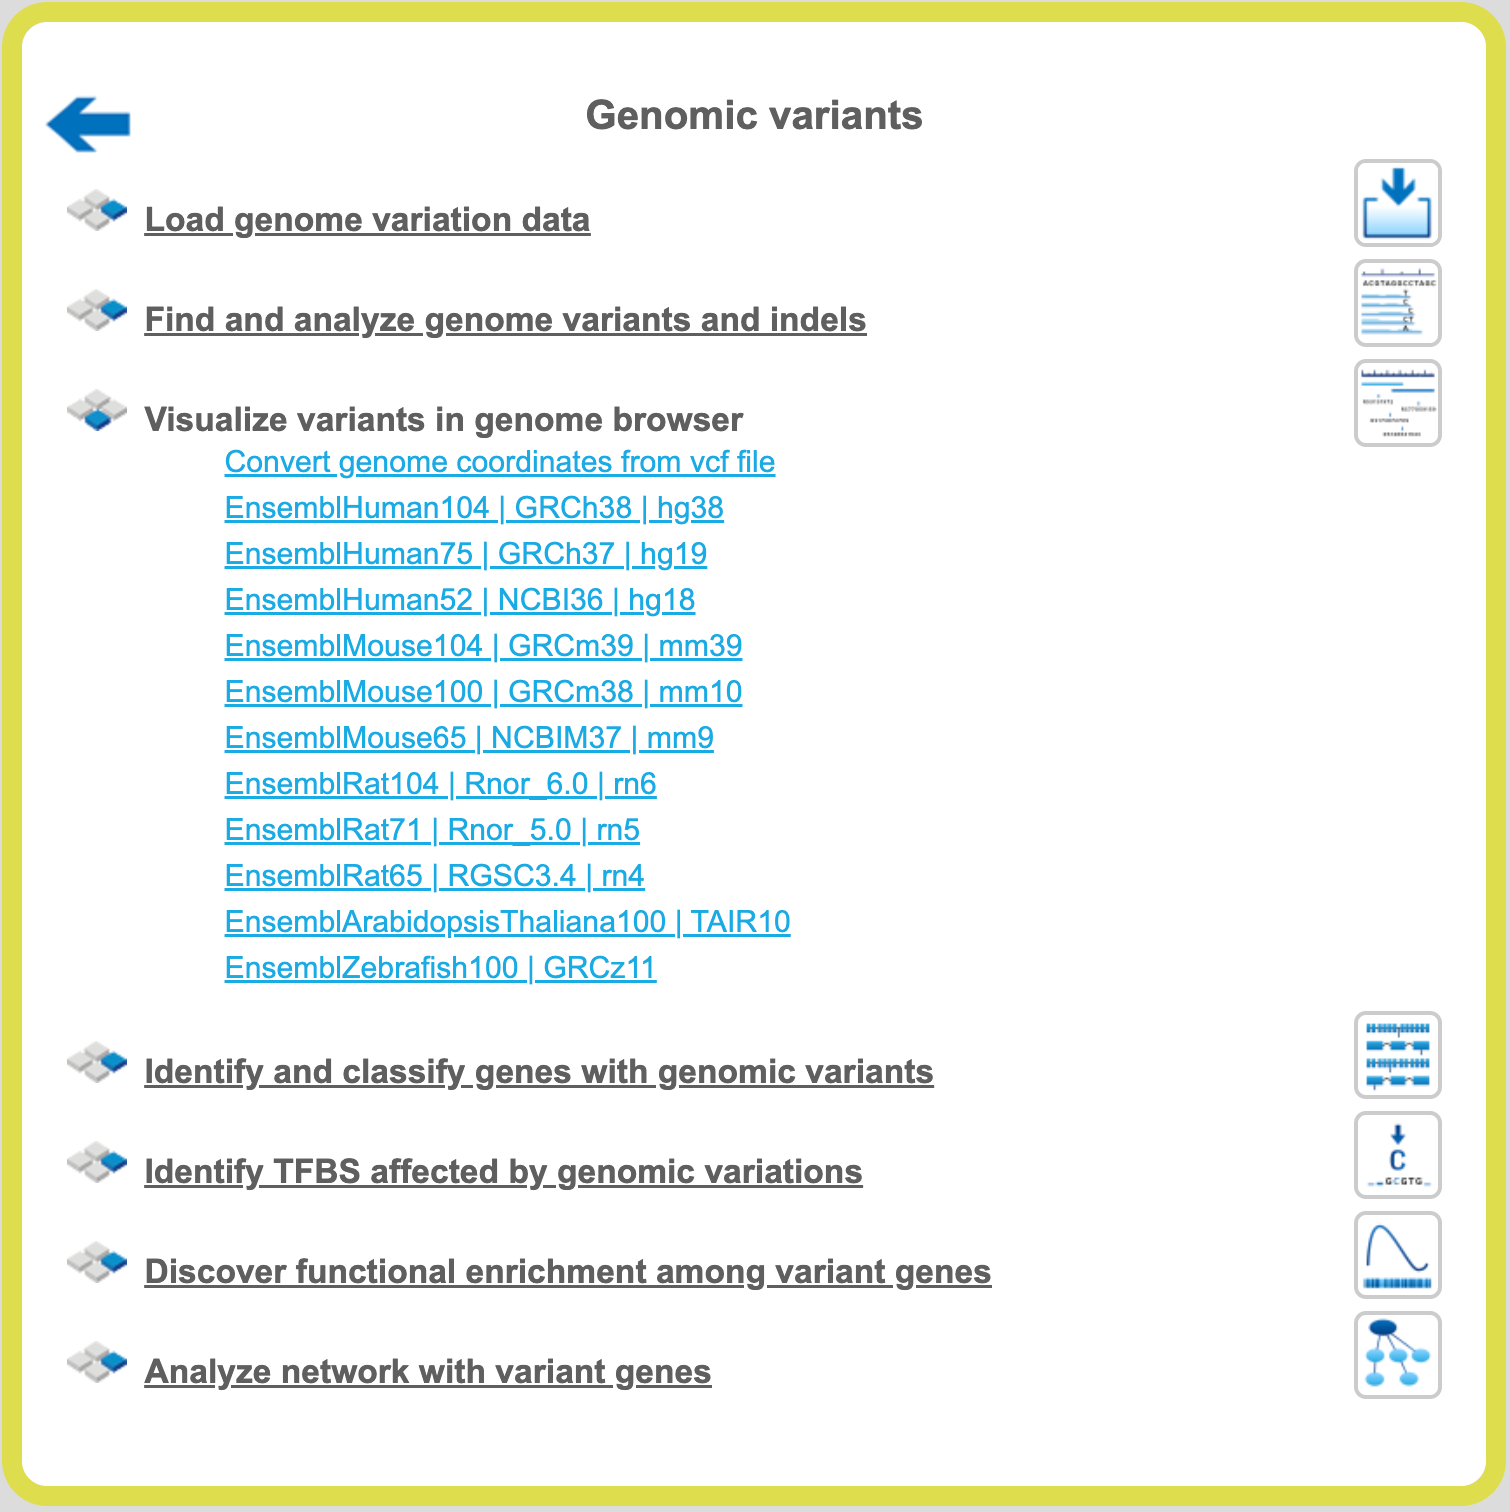 Genomic variants
Load genome variation data
Find and analyze genome variants and indels
ACGTAGGCCTAGC
T
C
C
CT
A
Visualize variants in genome browser
Convert genome coordinates from vcf file
EnsemblHuman104 | GRCh38 | hg38
EnsemblHuman75 | GRCh37 | hg19
EnsemblHuman52 | NCBI36 | hg18
EnsemblMouse104 | GRCm39 | mm39
EnsemblMouse100 | GRCm38 | mm10
EnsemblMouse65 | NCBIM37 | mm9
EnsemblRat104 | Rnor_6.0 | rn6
EnsemblRat71 | Rnor_5.0 | rn5
EnsemblRat65 | RGSC3.4 | rn4
EnsemblArabidopsisThaliana100 | TAIR10
EnsemblZebrafish100 | GRCz11
Identify and classify genes with genomic variants
Identify TFBS affected by genomic variations
C
GCGTG
Discover functional enrichment among variant genes
Analyze network with variant genes